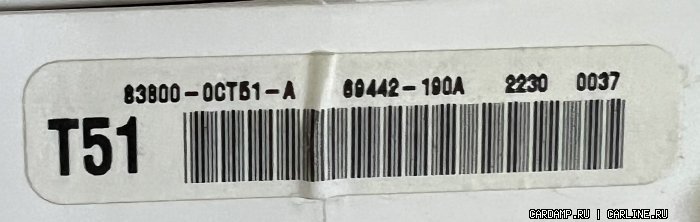 83800-0CT51-A 69442-190A 2230 0037
T51
CARDAMP.RU | CARLINE.RU